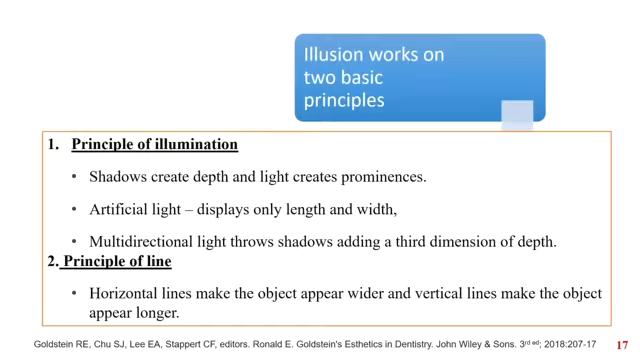 Illusion works on
two basic
principles
1. Principle of illumination
• Shadows create depth and light creates prominences.
• Artificial light – displays only length and width,
• Multidirectional light throws shadows adding a third dimension of depth.
2. Principle of line
• Horizontal lines make the object appear wider and vertical lines make the object
appear longer.
Goldstein RE, Chu SJ, Lee EA, Stappert CF, editors. Ronald E. Goldstein's Esthetics in Dentistry. John Wiley & Sons. 3rd ed; 2018:207-17
17